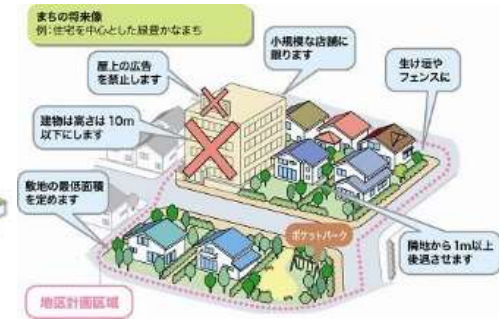 まちの将来像
例：住宅を中心とした緑豊かなまち
屋上の広告
を禁止します
小規模な店舗に
限ります
生け垣や
フェンスに
建物は高さは10m
以下にします
敷地の最低面積
を定めます
ポケットパーク
隣地から1m以上
後退させます
地区計画区域